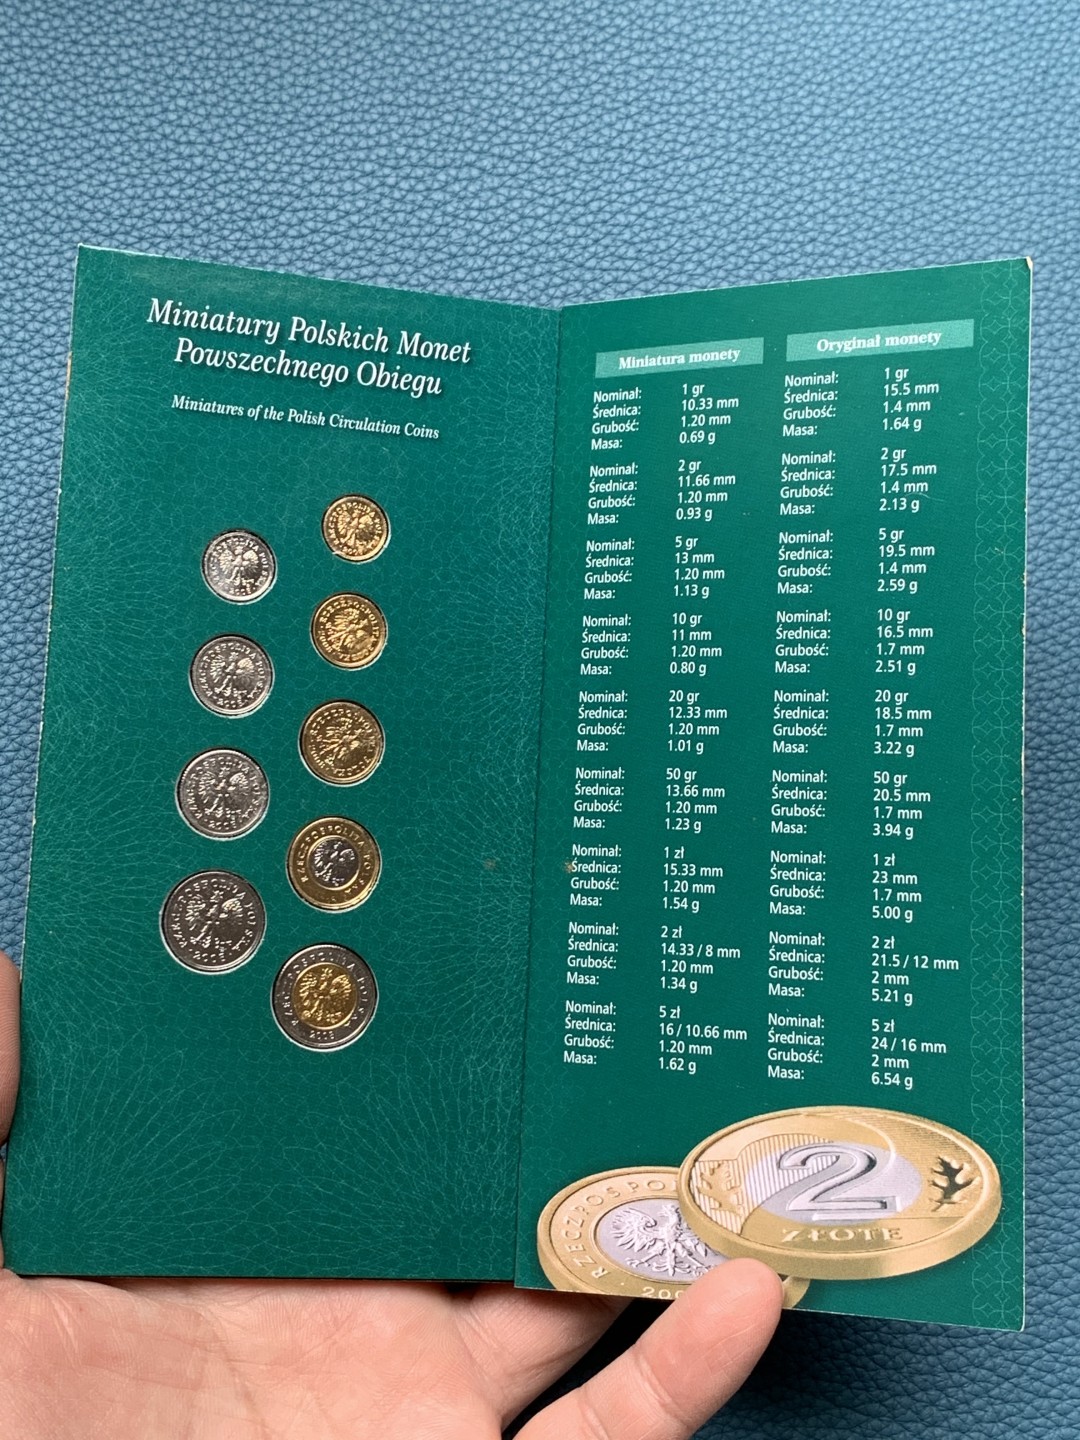 Miniatury Polskich Monet
Powszechnego Obiegu
Miniatures of the Polish Circulation Coins
RZECZPOSPOLITA POLSKA
2008
RZECZPOSPOLITA POLSKA
2008
Miniatura monety
Nominał: 1 gr
Średnica: 10.33 mm
Grubość: 1.20 mm
Masa: 0.69 g
Nominał: 2 gr
Średnica: 11.66 mm
Grubość: 1.20 mm
Masa: 0.93 g
Nominał: 5 gr
Średnica: 13 mm
Grubość: 1.20 mm
Masa: 1.13 g
Nominał: 10 gr
Średnica: 11 mm
Grubość: 1.20 mm
Masa: 0.80 g
Nominał: 20 gr
Średnica: 12.33 mm
Grubość: 1.20 mm
Masa: 1.01 g
Nominał: 50 gr
Średnica: 13.66 mm
Grubość: 1.20 mm
Masa: 1.23 g
Nominał: 1 zł
Średnica: 15.33 mm
Grubość: 1.20 mm
Masa: 1.54 g
Nominał: 2 zł
Średnica: 14.33 / 8 mm
Grubość: 1.20 mm
Masa: 1.34 g
Nominał: 5 zł
Średnica: 16 / 10.66 mm
Grubość: 1.20 mm
Masa: 1.62 g
Oryginał monety
Nominał: 1 gr
Średnica: 15.5 mm
Grubość: 1.4 mm
Masa: 1.64 g
Nominał: 2 gr
Średnica: 17.5 mm
Grubość: 1.4 mm
Masa: 2.13 g
Nominał: 5 gr
Średnica: 19.5 mm
Grubość: 1.4 mm
Masa: 2.59 g
Nominał: 10 gr
Średnica: 16.5 mm
Grubość: 1.7 mm
Masa: 2.51 g
Nominał: 20 gr
Średnica: 18.5 mm
Grubość: 1.7 mm
Masa: 3.22 g
Nominał: 50 gr
Średnica: 20.5 mm
Grubość: 1.7 mm
Masa: 3.94 g
Nominał: 1 zł
Średnica: 23 mm
Grubość: 1.7 mm
Masa: 5.00 g
Nominał: 2 zł
Średnica: 21.5 / 12 mm
Grubość: 2 mm
Masa: 5.21 g
Nominał: 5 zł
Średnica: 24 / 16 mm
Grubość: 2 mm
Masa: 6.54 g
RZECZPOSPO
200
2
ZŁOTE